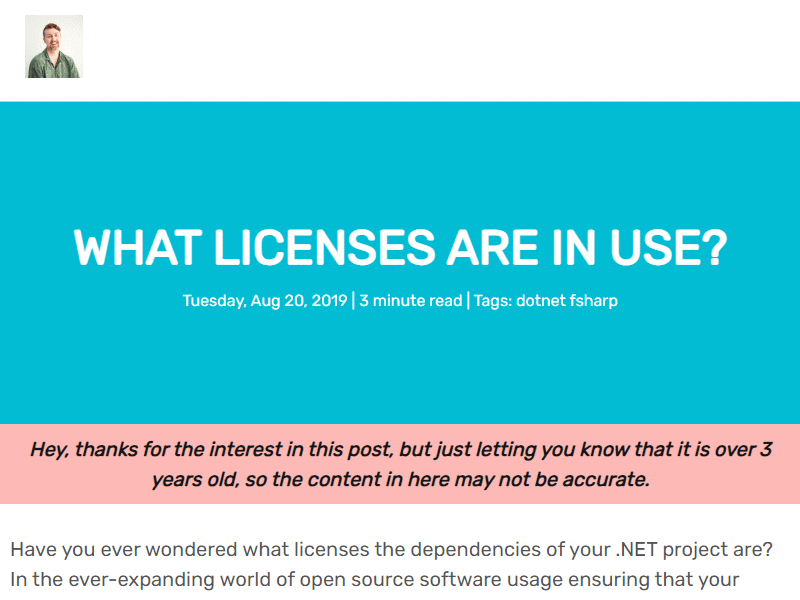 WHAT LICENSES ARE IN USE?
Tuesday, Aug 20, 2019 | 3 minute read | Tags: dotnet fsharp
Hey, thanks for the interest in this post, but just letting you know that it is over 3
years old, so the content in here may not be accurate.
Have you ever wondered what licenses the dependencies of your .NET project are?
In the ever-expanding world of open source software usage ensuring that your